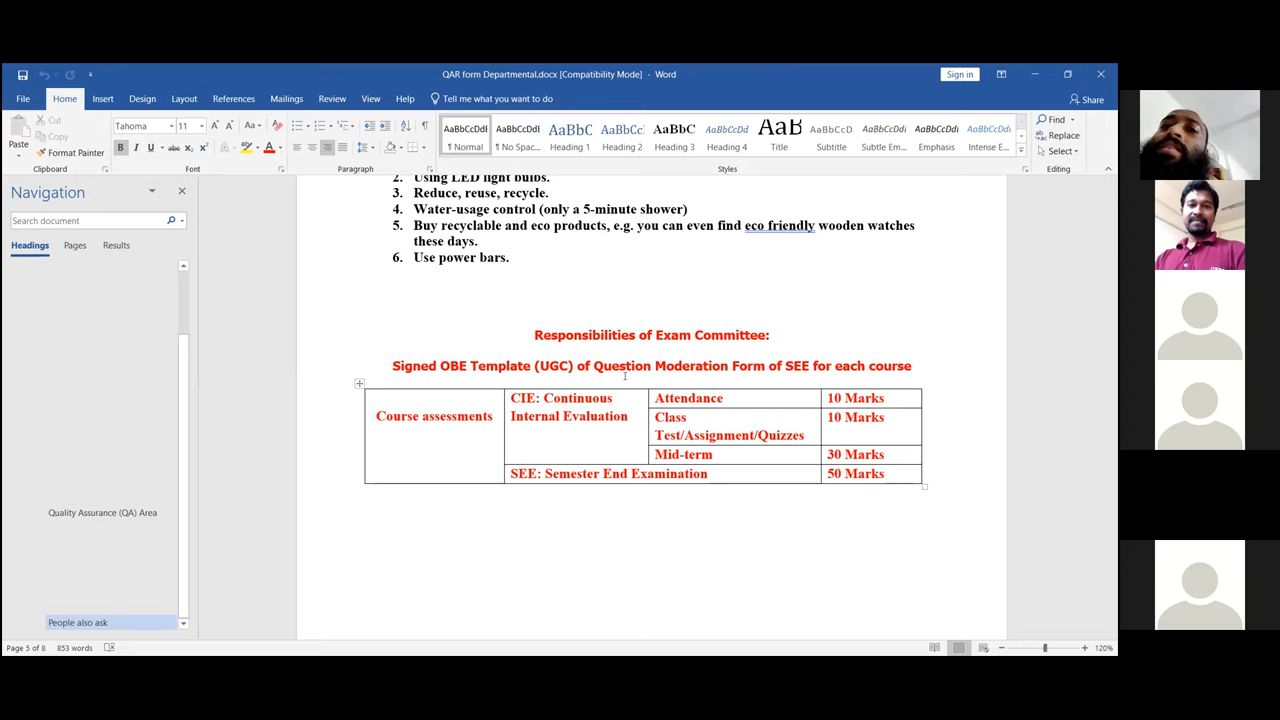 QAR form Departmental.docx [Compatibility Mode] - Word
Sign in
File Home Insert Design Layout References Mailings Review View Help Tell me what you want to do
Share
Paste
Cut
Copy
Format Painter
Clipboard
Tahoma 11
Font
Paragraph
AaBbCcDdE AaBbCcDdE AaBbC AaBbCc AaBbC AaBbCcDd AaB AaBbCcD AaBbCcDd AaBbCcDd AaBbCcDd
¶ Normal ¶ No Spac... Heading 1 Heading 2 Heading 3 Heading 4 Title Subtitle Subtle Em... Emphasis Intense E...
Styles
Find
Replace
Select
Editing
Navigation
Search document
Headings Pages Results
Quality Assurance (QA) Area
People also ask
2. Using LED light bulbs.
3. Reduce, reuse, recycle.
4. Water-usage control (only a 5-minute shower)
5. Buy recyclable and eco products, e.g. you can even find eco friendly wooden watches
these days.
6. Use power bars.
Responsibilities of Exam Committee:
Signed OBE Template (UGC) of Question Moderation Form of SEE for each course
Course assessments
CIE: Continuous
Internal Evaluation
Attendance 10 Marks
Class 10 Marks
Test/Assignment/Quizzes
Mid-term 30 Marks
SEE: Semester End Examination 50 Marks
Page 5 of 8 853 words
120%